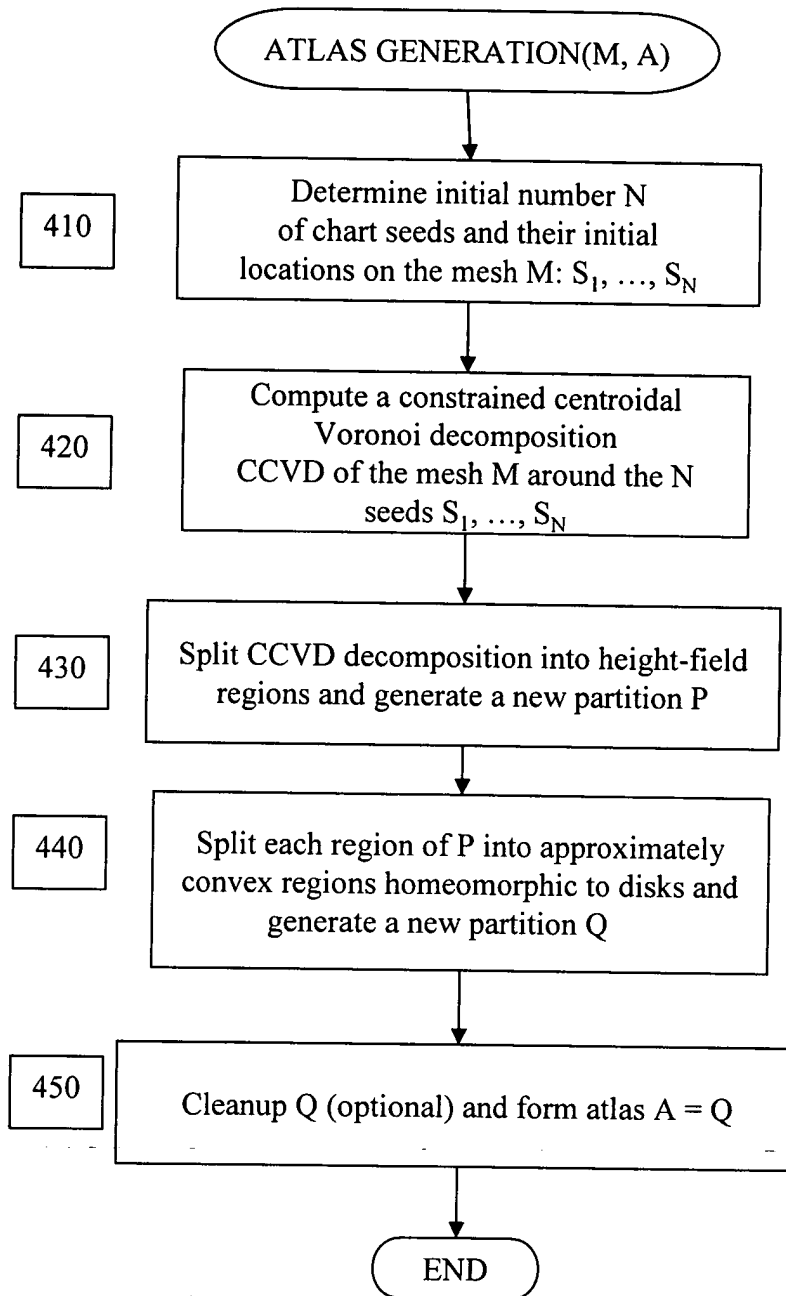 ATLAS GENERATION(M, A)
410
Determine initial number N
of chart seeds and their initial
locations on the mesh M: S₁, …, S_N
420
Compute a constrained centroidal
Voronoi decomposition
CCVD of the mesh M around the N
seeds S₁, …, S_N
430
Split CCVD decomposition into height-field
regions and generate a new partition P
440
Split each region of P into approximately
convex regions homeomorphic to disks and
generate a new partition Q
450
Cleanup Q (optional) and form atlas A = Q
END